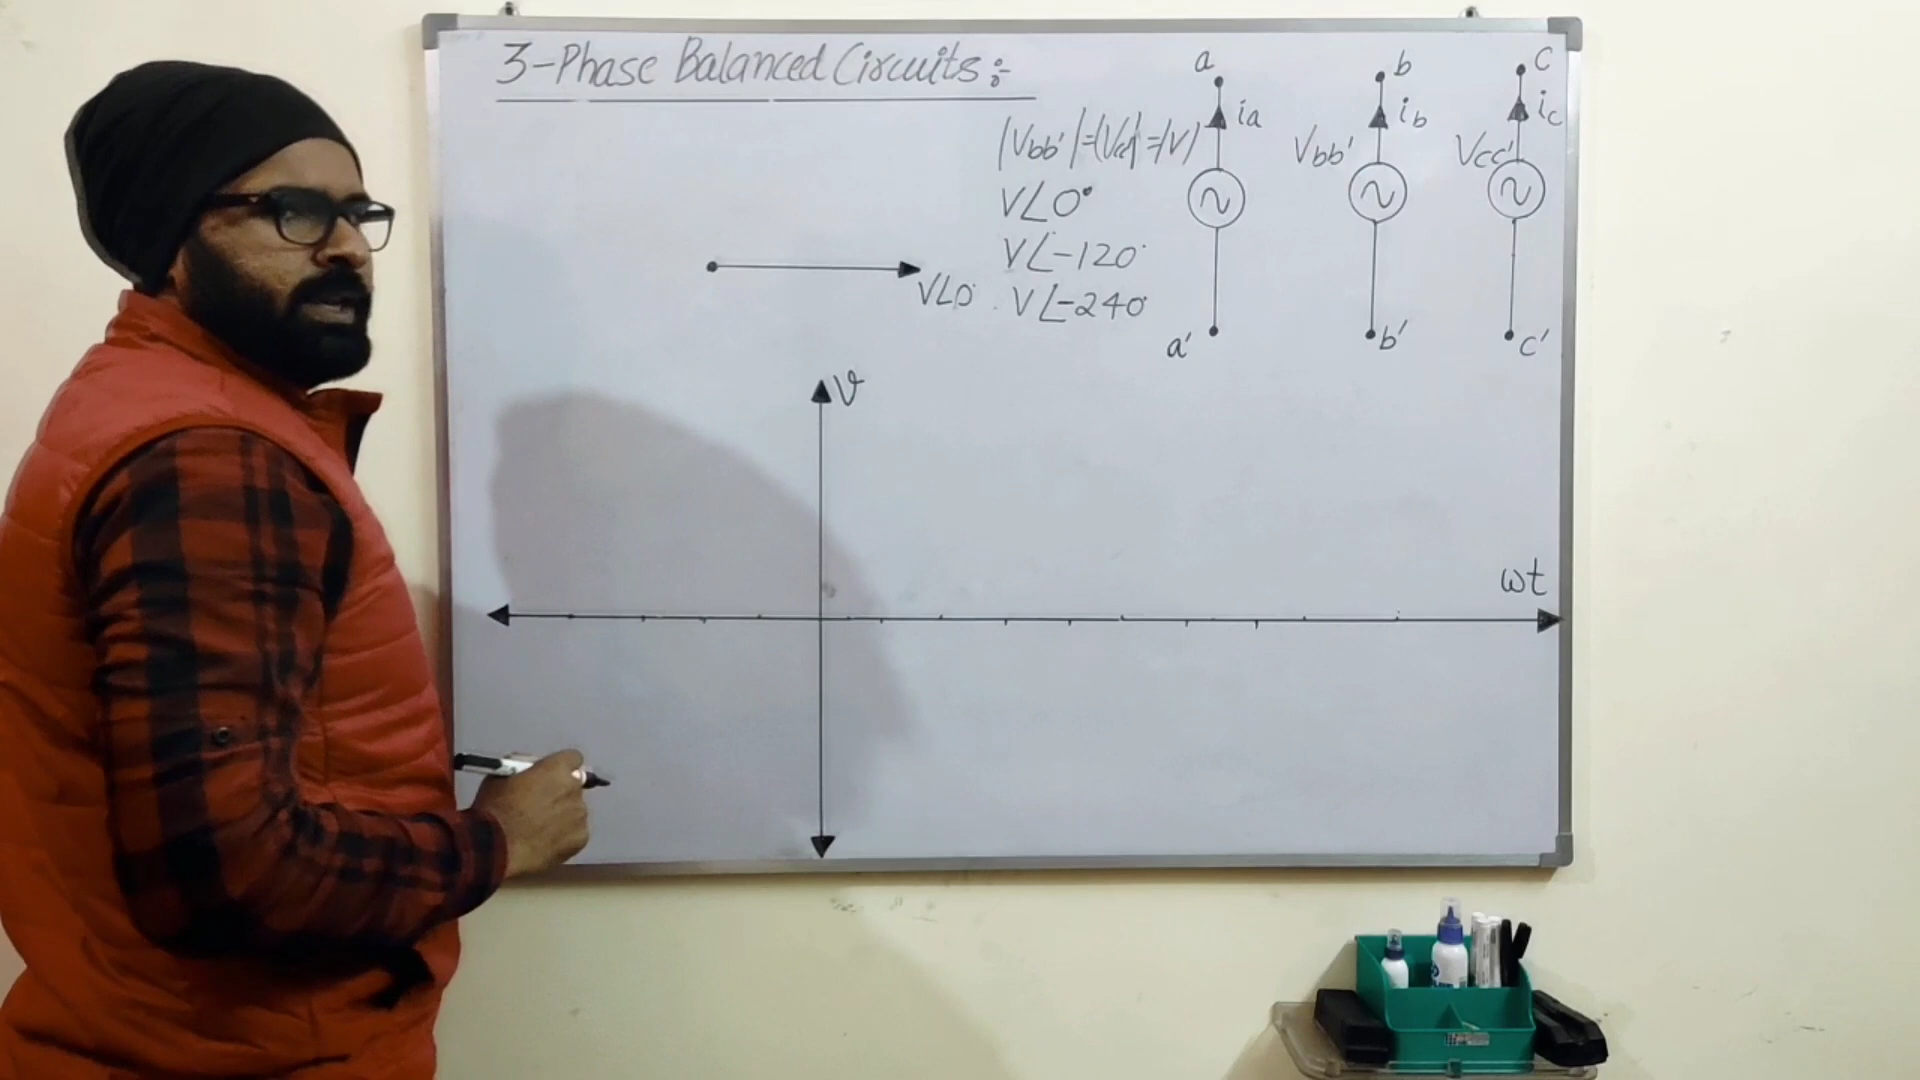 3-Phase Balanced Circuits :-
a
b
c
ia
ib
ic
|Vbb'|=|Vcc'|=|V|
Vbb'
Vcc'
V∠0°
V∠-120°
V∠0
V∠-240°
a'
b'
c'
v
ωt